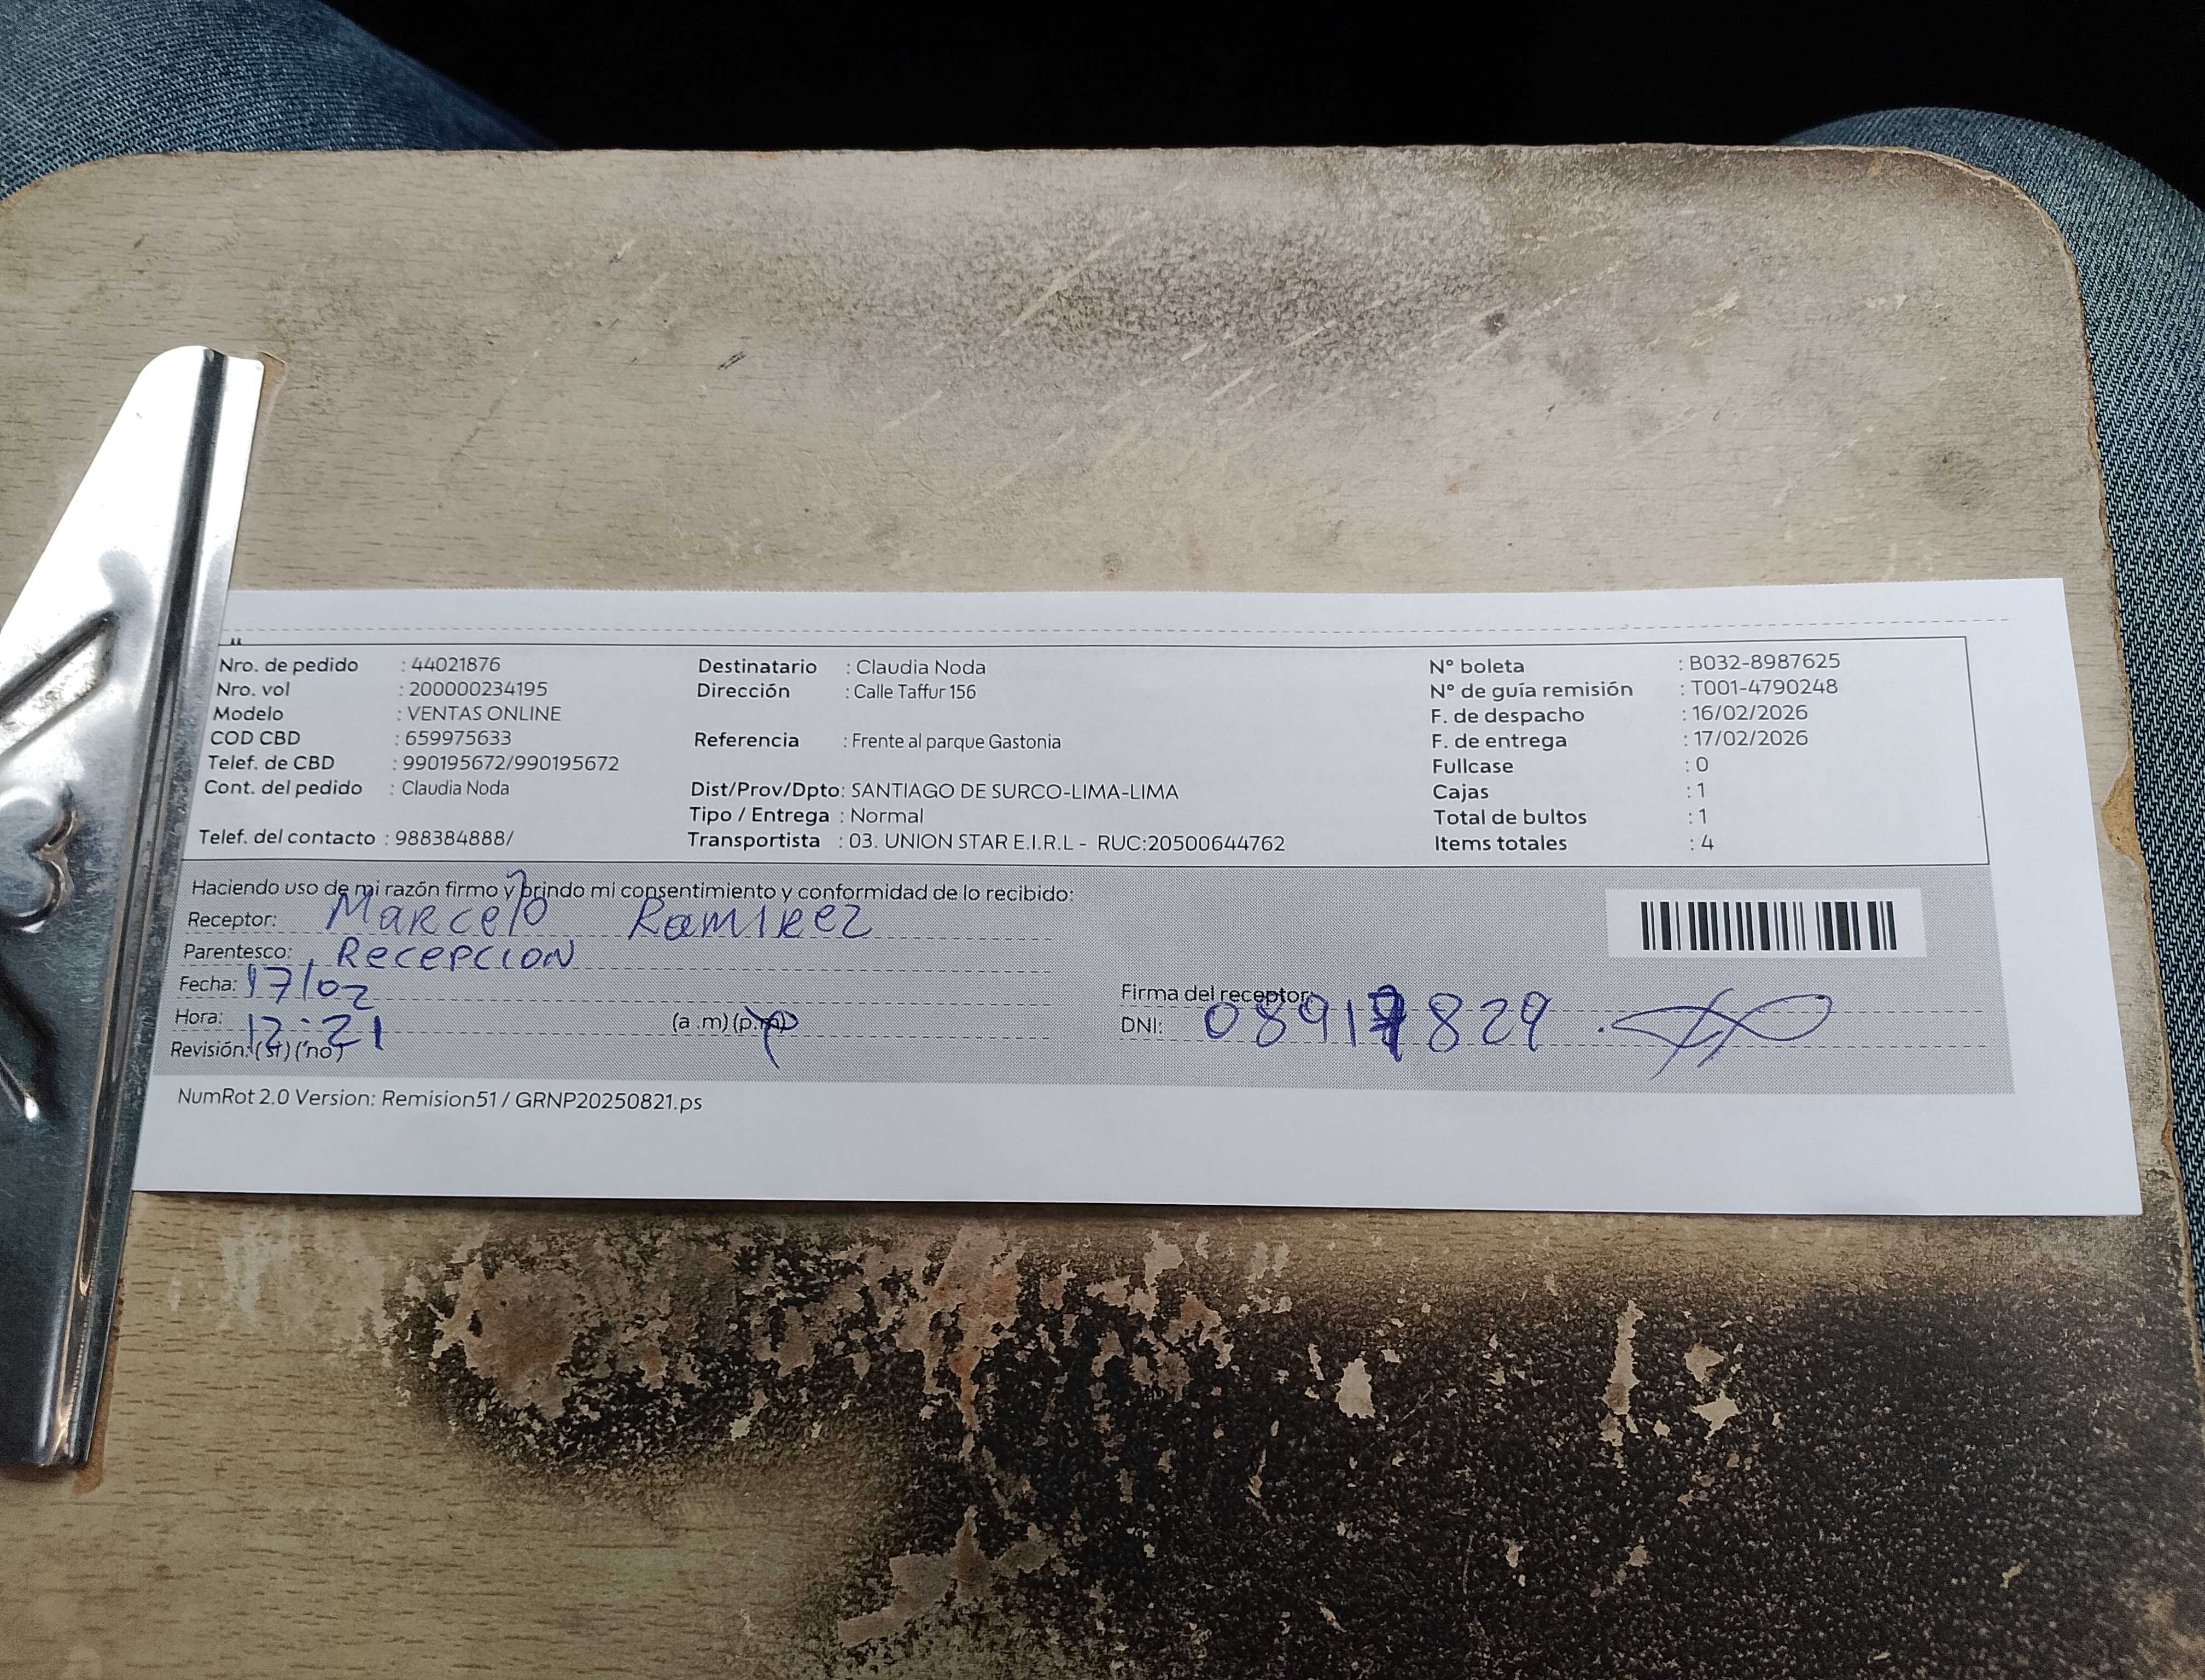 Nro. de pedido : 44021876
Nro. vol : 200000234195
Modelo : VENTAS ONLINE
COD CBD : 659975633
Telef. de CBD : 990195672/990195672
Cont. del pedido : Claudia Noda
Telef. del contacto : 988384888/
Destinatario : Claudia Noda
Dirección : Calle Taffur 156
Referencia : Frente al parque Gastonia
Dist/Prov/Dpto: SANTIAGO DE SURCO-LIMA-LIMA
Tipo / Entrega : Normal
Transportista : 03. UNION STAR E.I.R.L - RUC:20500644762
N° boleta : B032-8987625
N° de guía remisión : T001-4790248
F. de despacho : 16/02/2026
F. de entrega : 17/02/2026
Fullcase : 0
Cajas : 1
Total de bultos : 1
Items totales : 4
Haciendo uso de mi razón firmo y brindo mi consentimiento y conformidad de lo recibido:
Receptor: Marcelo Ramirez
Parentesco: Recepcion
Fecha: 17/02
Hora: 12:21 (a .m) (p.m)
Revisión: (si) (no)
Firma del receptor:
DNI:
NumRot 2.0 Version: Remision51 / GRNP20250821.ps